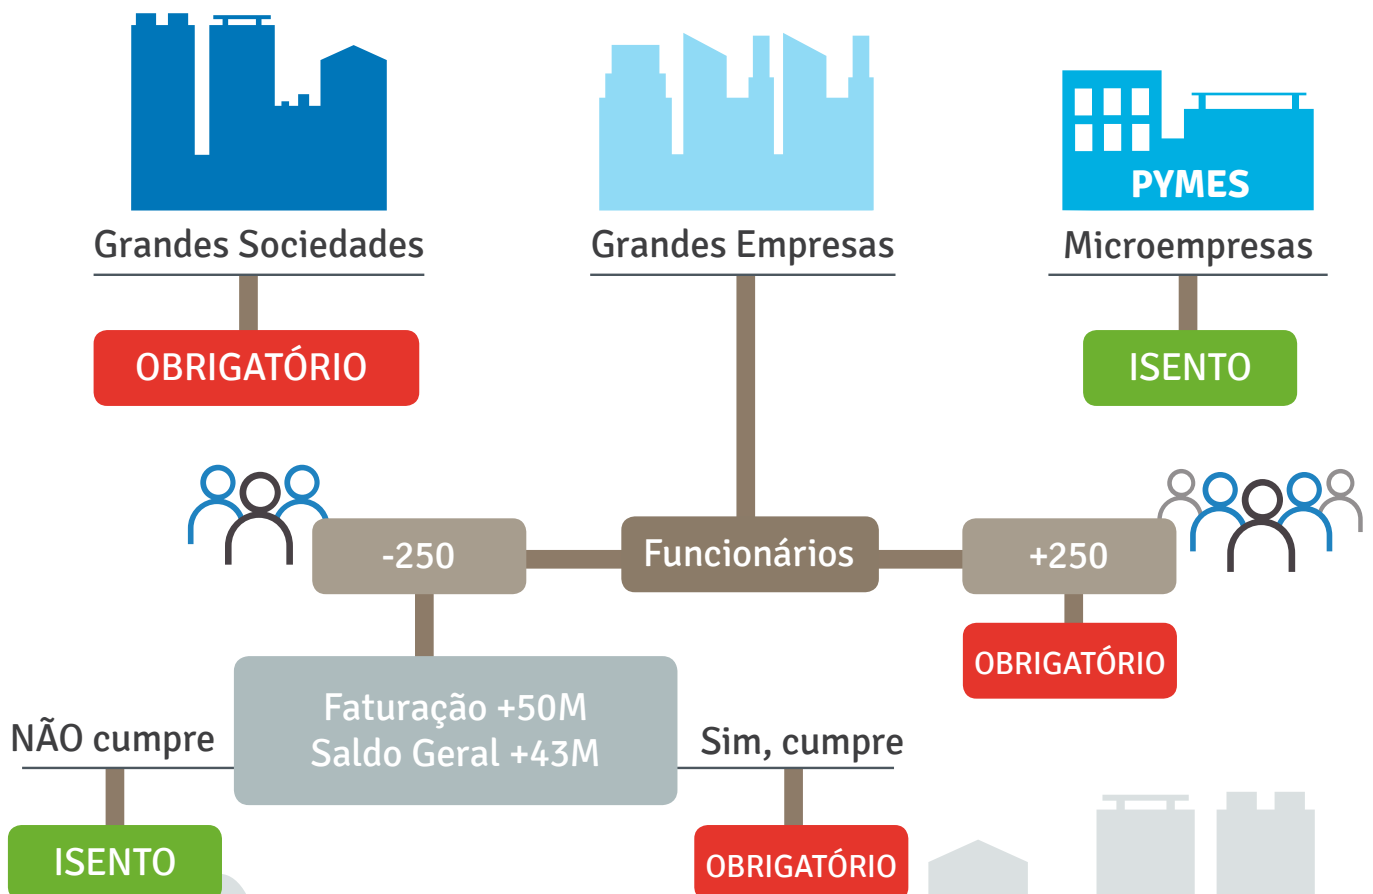 PYMES
Grandes Sociedades
Grandes Empresas
Microempresas
OBRIGATÓRIO
ISENTO
-250
Funcionários
+250
OBRIGATÓRIO
Faturação +50M
Saldo Geral +43M
NÃO cumpre
Sim, cumpre
ISENTO
OBRIGATÓRIO